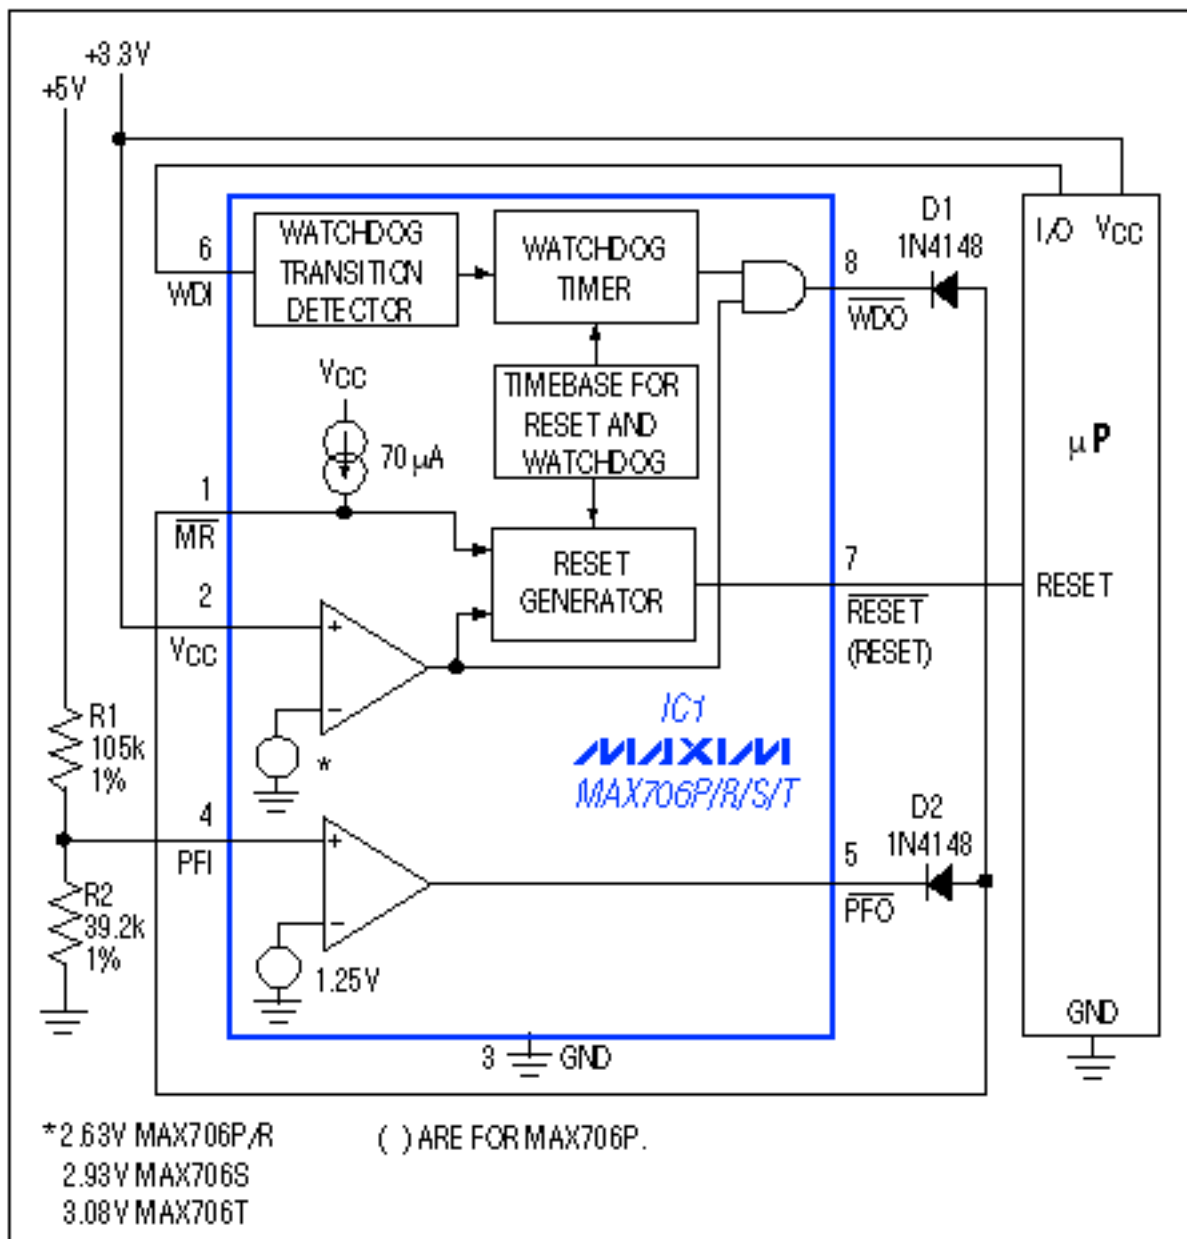 +3.3V
+5V
6
WDI
WATCHDOG
TRANSITION
DETECTOR
WATCHDOG
TIMER
8
WDO
D1
1N4148
I/O VCC
VCC
70 μA
TIMEBASE FOR
RESET AND
WATCHDOG
μP
1
MR
2
VCC
+
−
*
RESET
GENERATOR
7
RESET
(RESET)
RESET
R1
105k
1%
IC1
MAXIM
MAX706P/R/S/T
4
PFI
+
−
1.25V
D2
1N4148
5
PFO
R2
39.2k
1%
3 GND
GND
*2.63V MAX706P/R
2.93V MAX706S
3.08V MAX706T
( ) ARE FOR MAX706P.